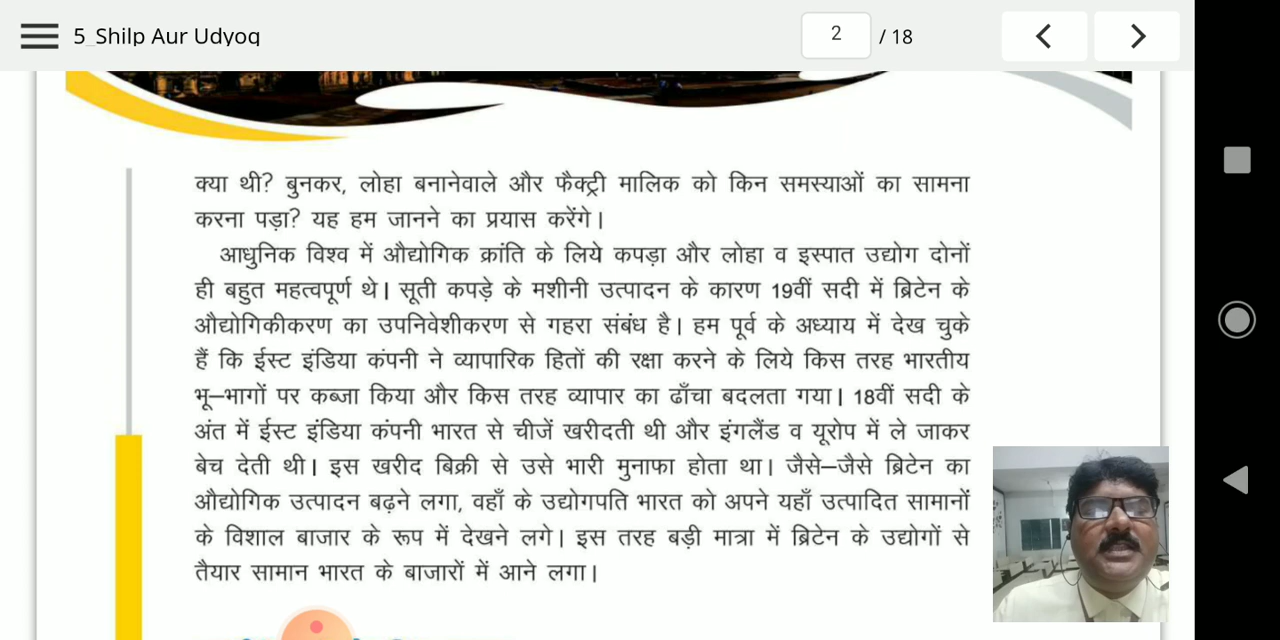 5_Shilp Aur Udyog
2 / 18
क्या थी? बुनकर, लोहा बनानेवाले और फैक्ट्री मालिक को किन समस्याओं का सामना
करना पड़ा? यह हम जानने का प्रयास करेंगे।
आधुनिक विश्व में औद्योगिक क्रांति के लिये कपड़ा और लोहा व इस्पात उद्योग दोनों
ही बहुत महत्वपूर्ण थे। सूती कपड़े के मशीनी उत्पादन के कारण 19वीं सदी में ब्रिटेन के
औद्योगिकीकरण का उपनिवेशीकरण से गहरा संबंध है। हम पूर्व के अध्याय में देख चुके
हैं कि ईस्ट इंडिया कंपनी ने व्यापारिक हितों की रक्षा करने के लिये किस तरह भारतीय
भू–भागों पर कब्जा किया और किस तरह व्यापार का ढाँचा बदलता गया। 18वीं सदी के
अंत में ईस्ट इंडिया कंपनी भारत से चीजें खरीदती थी और इंगलैंड व यूरोप में ले जाकर
बेच देती थी। इस खरीद बिक्री से उसे भारी मुनाफा होता था। जैसे–जैसे ब्रिटेन का
औद्योगिक उत्पादन बढ़ने लगा, वहाँ के उद्योगपति भारत को अपने यहाँ उत्पादित सामानों
के विशाल बाजार के रूप में देखने लगे। इस तरह बड़ी मात्रा में ब्रिटेन के उद्योगों से
तैयार सामान भारत के बाजारों में आने लगा।